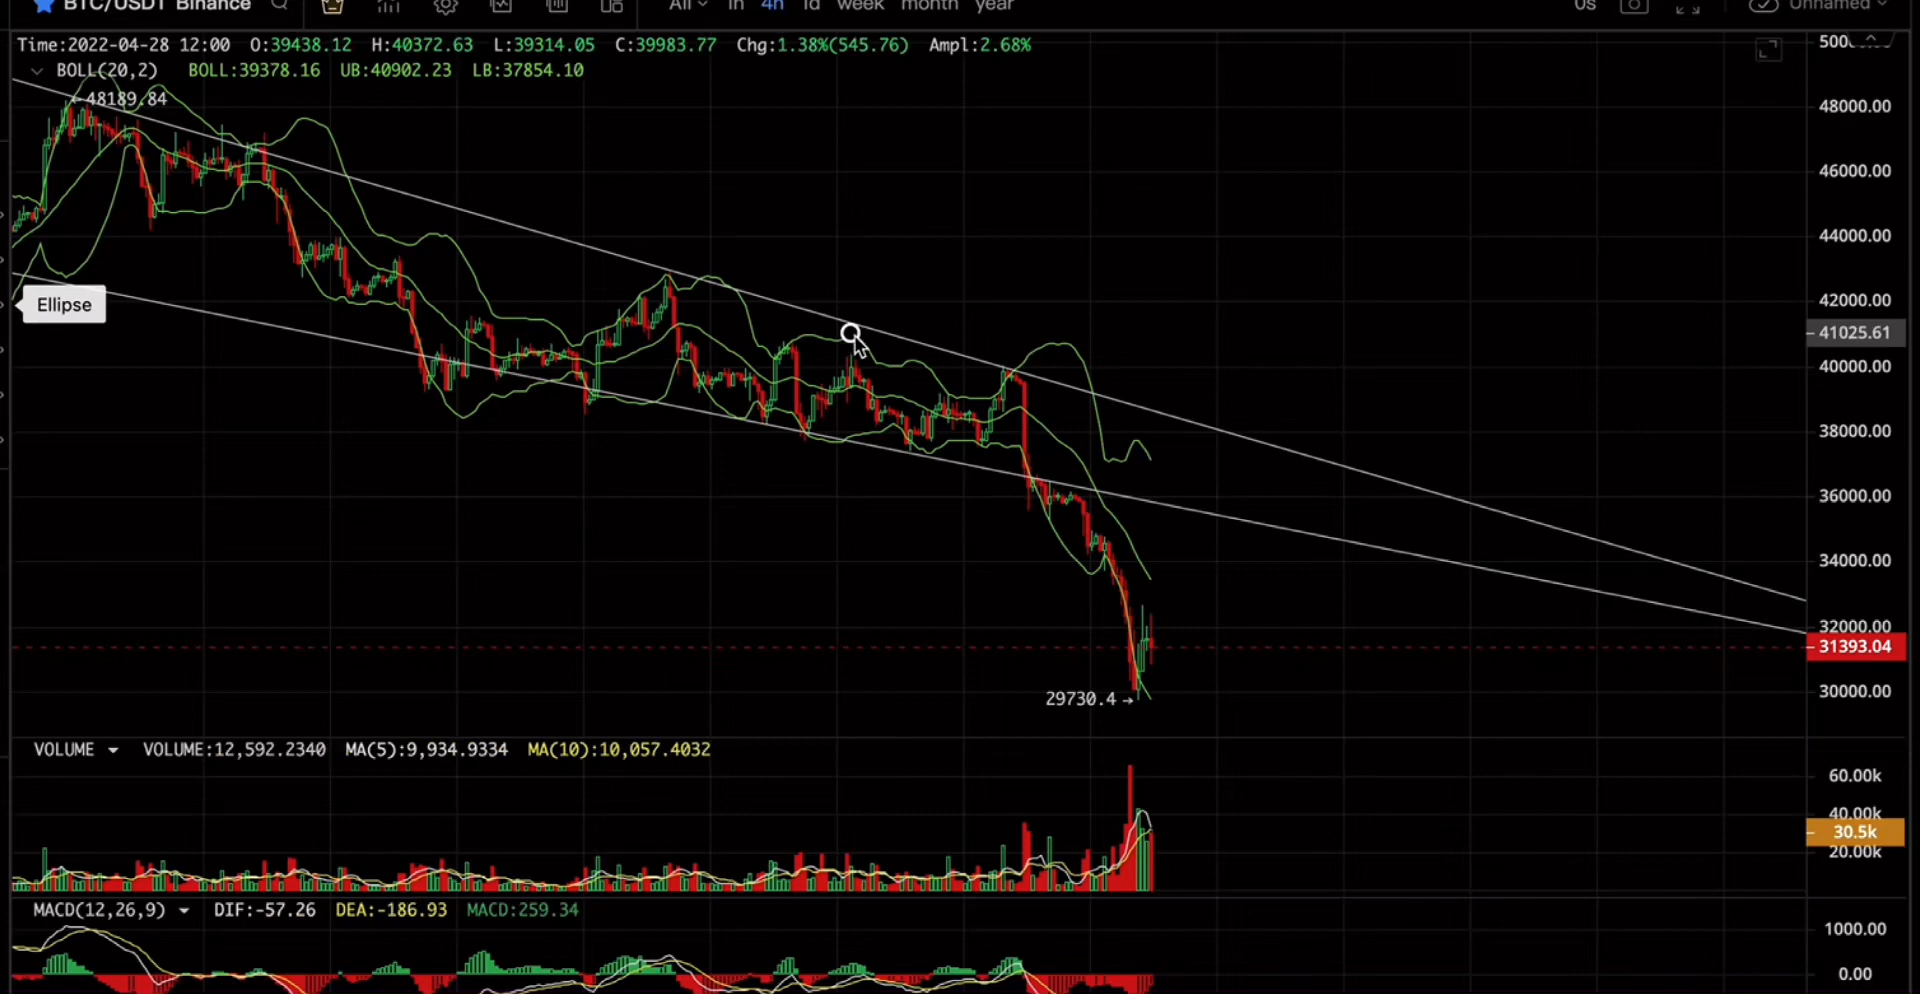 BTC/USDT Binance All 1h 4h 1d week month year 0s Unnamed
Time:2022-04-28 12:00 O:39438.12 H:40372.63 L:39314.05 C:39983.77 Chg:1.38%(545.76) Ampl:2.68%
BOLL(20,2) BOLL:39378.16 UB:40902.23 LB:37854.10
←48189.84
48000.00
46000.00
44000.00
Ellipse
42000.00
41025.61
40000.00
38000.00
36000.00
34000.00
32000.00
31393.04
29730.4→
30000.00
VOLUME VOLUME:12,592.2340 MA(5):9,934.9334 MA(10):10,057.4032
60.00k
40.00k
30.5k
20.00k
MACD(12,26,9) DIF:-57.26 DEA:-186.93 MACD:259.34
1000.00
0.00